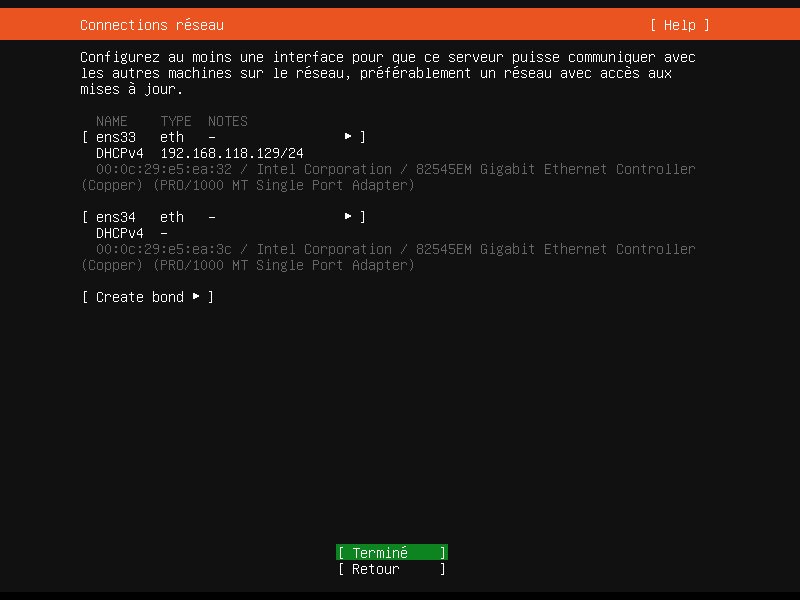 Connections réseau [ Help ]
Configurez au moins une interface pour que ce serveur puisse communiquer avec
les autres machines sur le réseau, préférablement un réseau avec accès aux
mises à jour.
NAME TYPE NOTES
[ ens33 eth - ▸ ]
DHCPv4 192.168.118.129/24
00:0c:29:e5:ea:32 / Intel Corporation / 82545EM Gigabit Ethernet Controller
(Copper) (PRO/1000 MT Single Port Adapter)
[ ens34 eth - ▸ ]
DHCPv4 -
00:0c:29:e5:ea:3c / Intel Corporation / 82545EM Gigabit Ethernet Controller
(Copper) (PRO/1000 MT Single Port Adapter)
[ Create bond ▸ ]
[ Terminé ]
[ Retour ]